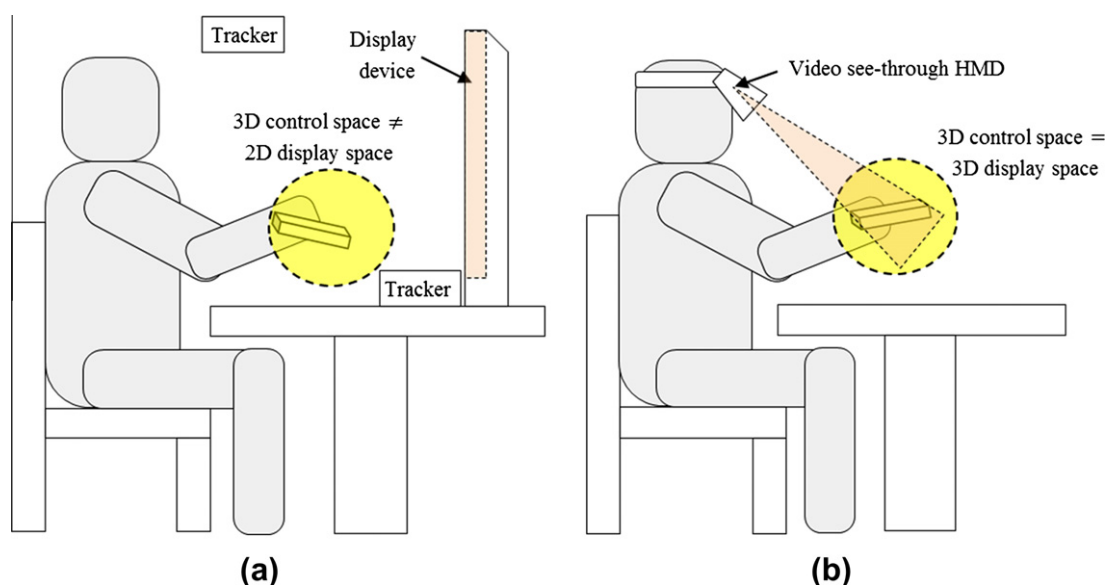 Tracker
Display
device
3D control space ≠
2D display space
Tracker
(a)
Video see-through HMD
3D control space =
3D display space
(b)